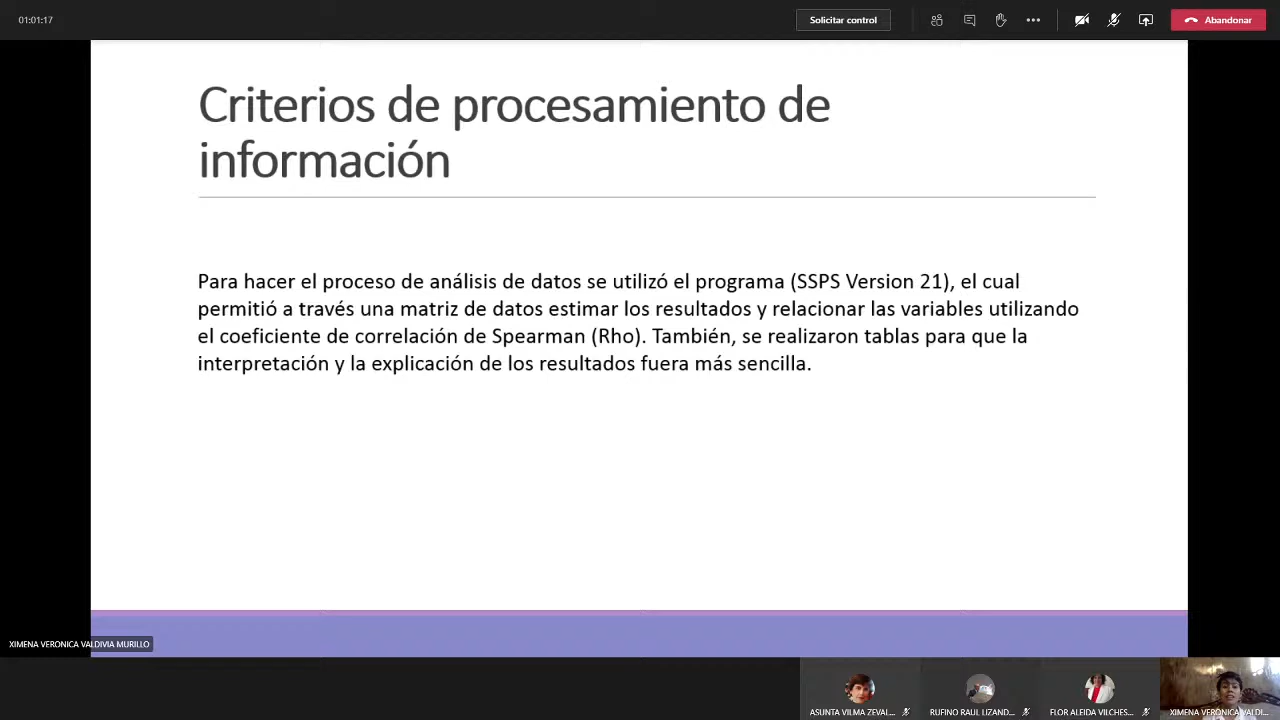 01:01:17
Solicitar control
Abandonar
Criterios de procesamiento de
información
Para hacer el proceso de análisis de datos se utilizó el programa (SSPS Version 21), el cual
permitió a través una matriz de datos estimar los resultados y relacionar las variables utilizando
el coeficiente de correlación de Spearman (Rho). También, se realizaron tablas para que la
interpretación y la explicación de los resultados fuera más sencilla.
XIMENA VERONICA VALDIVIA MURILLO
ASUNTA VILMA ZEVAL...
RUFINO RAUL LIZAND...
FLOR ALEIDA VILCHES...
XIMENA VERONICA VALDI...